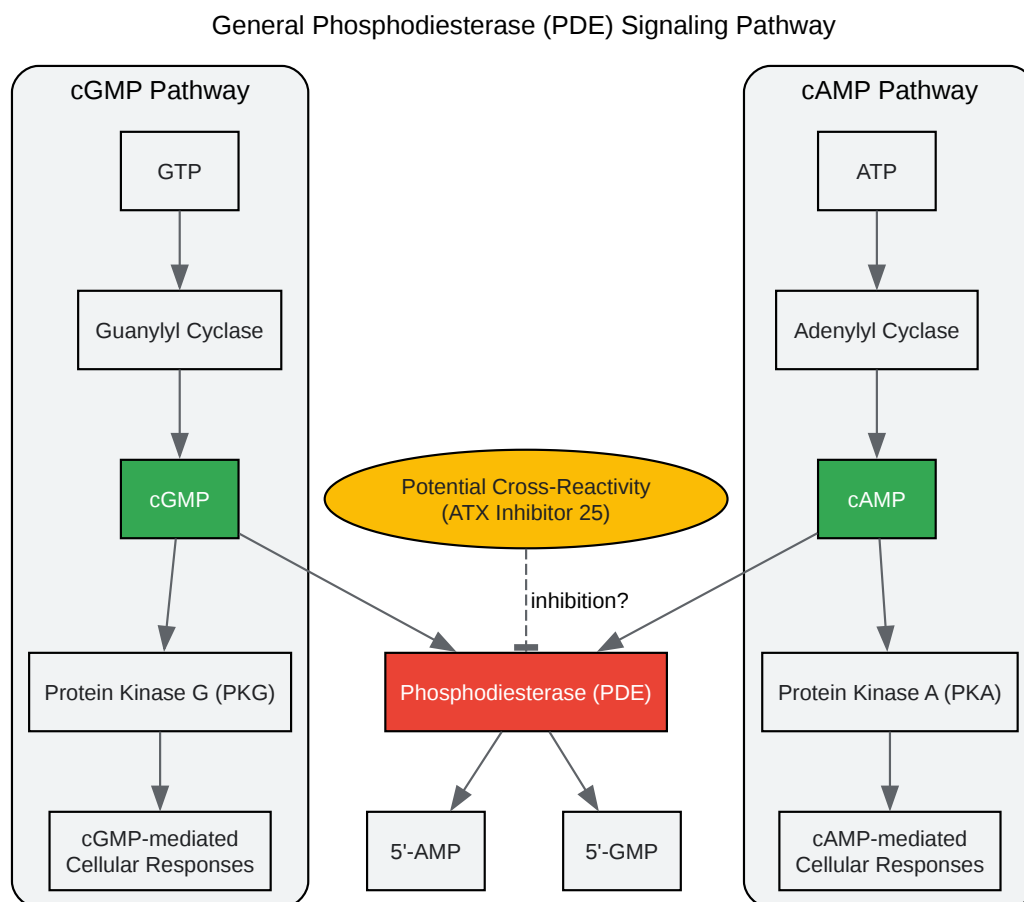 General Phosphodiesterase (PDE) Signaling Pathway
cGMP Pathway
cAMP Pathway
GTP
ATP
Guanylyl Cyclase
Adenylyl Cyclase
cGMP
Potential Cross-Reactivity
(ATX Inhibitor 25)
cAMP
inhibition?
Protein Kinase G (PKG)
Phosphodiesterase (PDE)
Protein Kinase A (PKA)
cGMP-mediated
Cellular Responses
5'-AMP
5'-GMP
cAMP-mediated
Cellular Responses